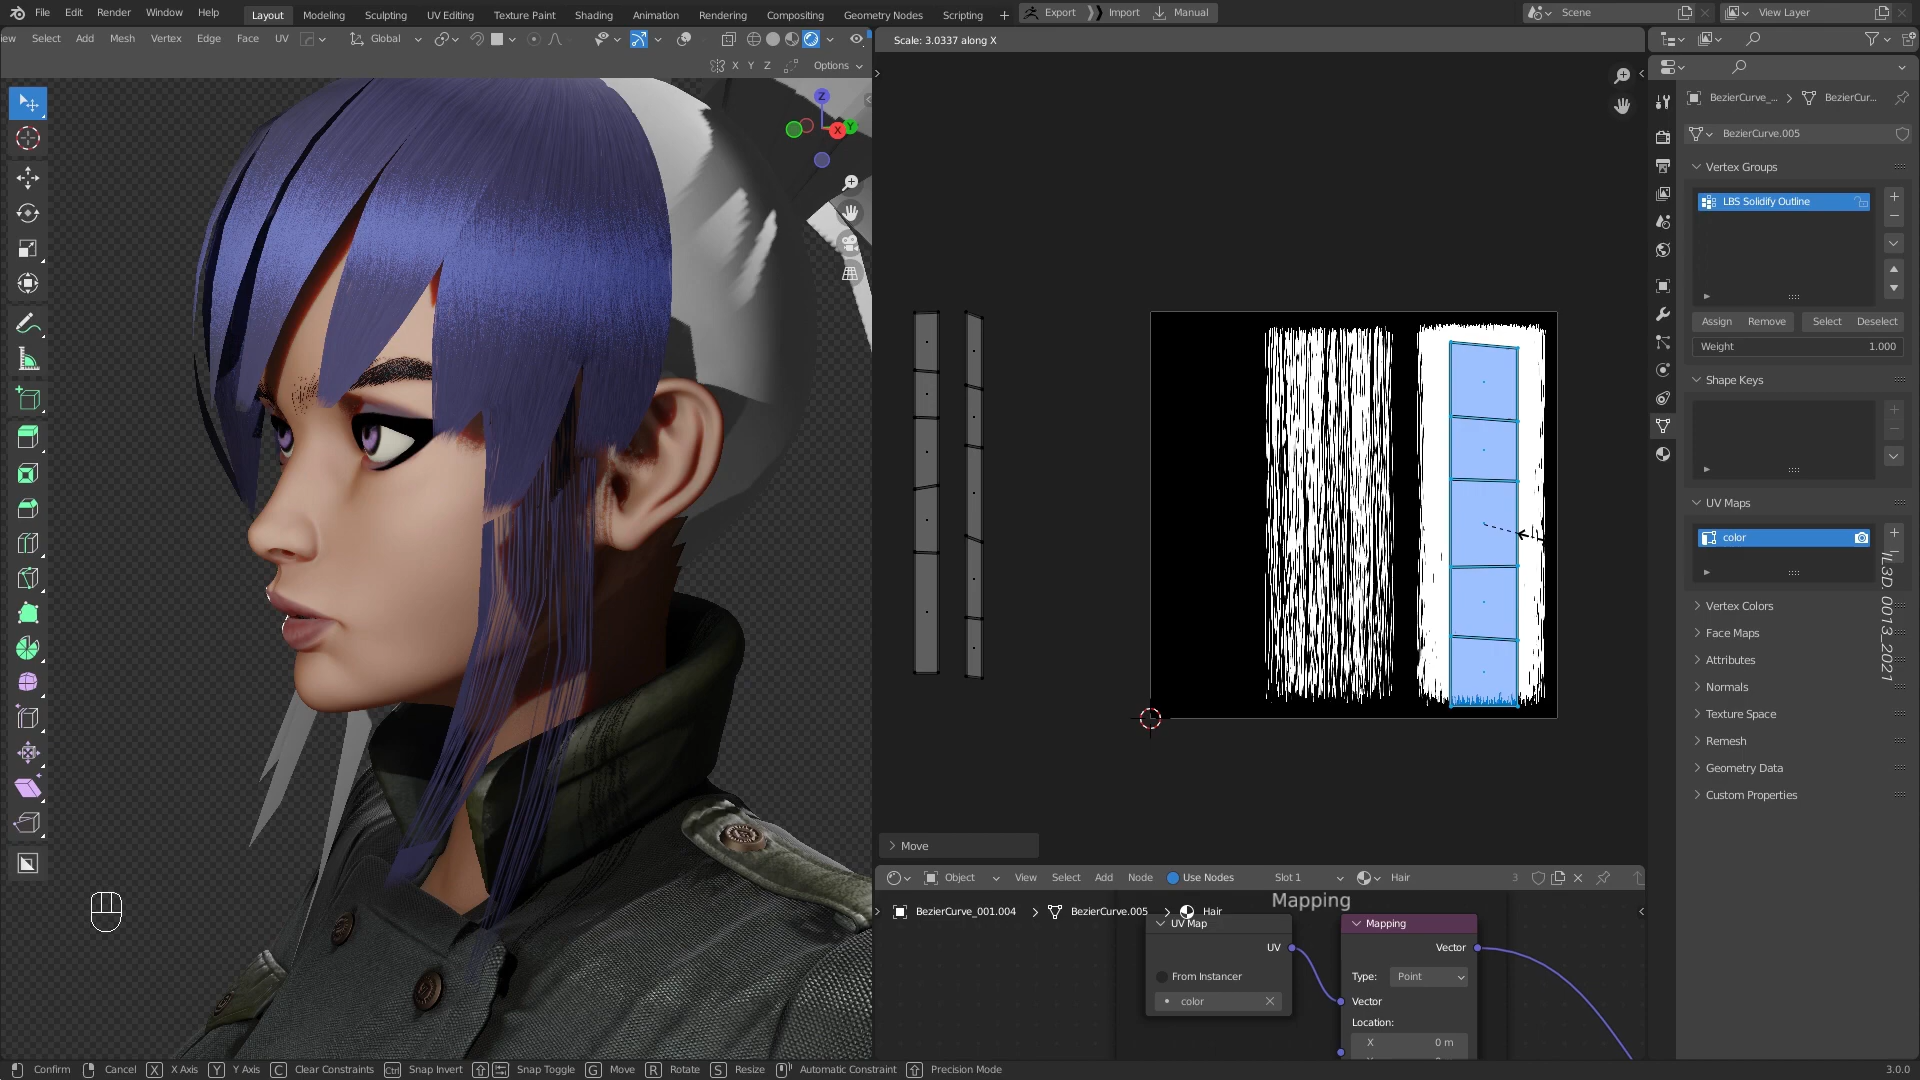 File Edit Render Window Help Layout Modeling Sculpting UV Editing Texture Paint Shading Animation Rendering Compositing Geometry Nodes Scripting + Export Import Manual Scene View Layer
ew Select Add Mesh Vertex Edge Face UV Global Scale: 3.0337 along X
X Y Z Options
BezierCurve_... BezierCur...
Z
X Y
BezierCurve.005
Vertex Groups
LBS Solidify Outline
Assign Remove Select Deselect
Weight 1.000
Shape Keys
UV Maps
color
IL3D. 0013_2021
Vertex Colors
Face Maps
Attributes
Normals
Texture Space
Remesh
Geometry Data
Custom Properties
Move
Object View Select Add Node Use Nodes Slot 1 Hair 3
Mapping
BezierCurve_001.004 BezierCurve.005 Hair
UV Map
UV
From Instancer
color
Mapping
Vector
Type: Point
Vector
Location:
X 0 m
Confirm Cancel X X Axis Y Y Axis C Clear Constraints Ctrl Snap Invert Snap Toggle G Move R Rotate S Resize Automatic Constraint Precision Mode 3.0.0